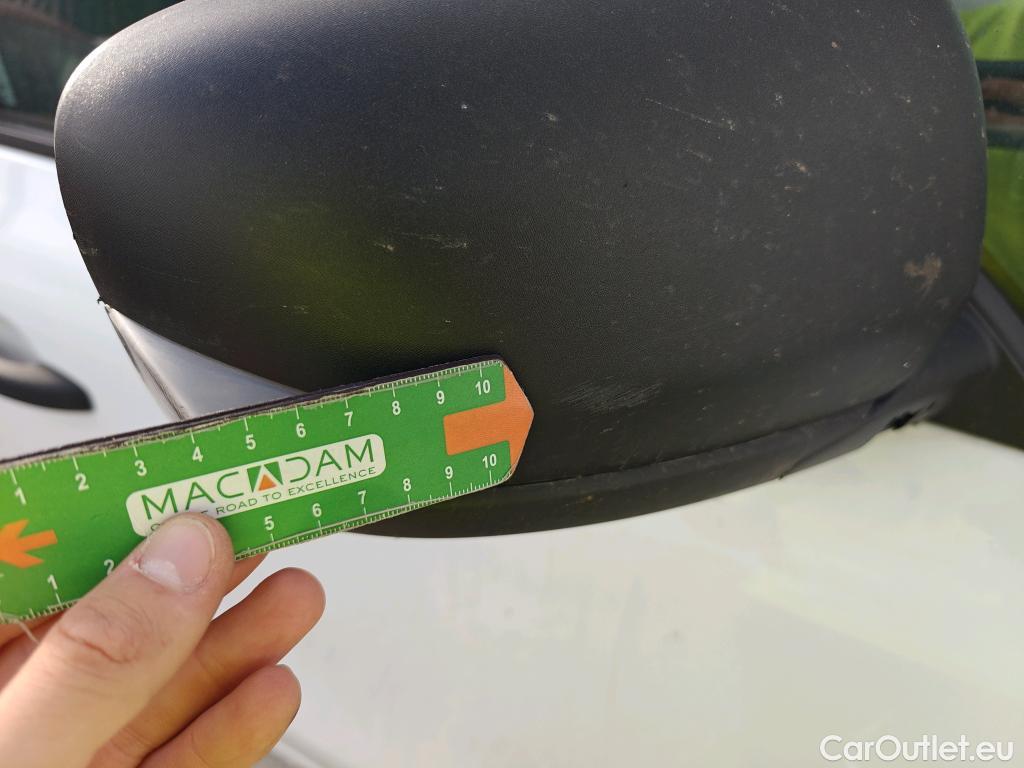 1 2 3 4 5 6 7 8 9 10
MACADAM
ROAD TO EXCELLENCE
1 2 5 6 7 8 9 10
CarOutlet.eu